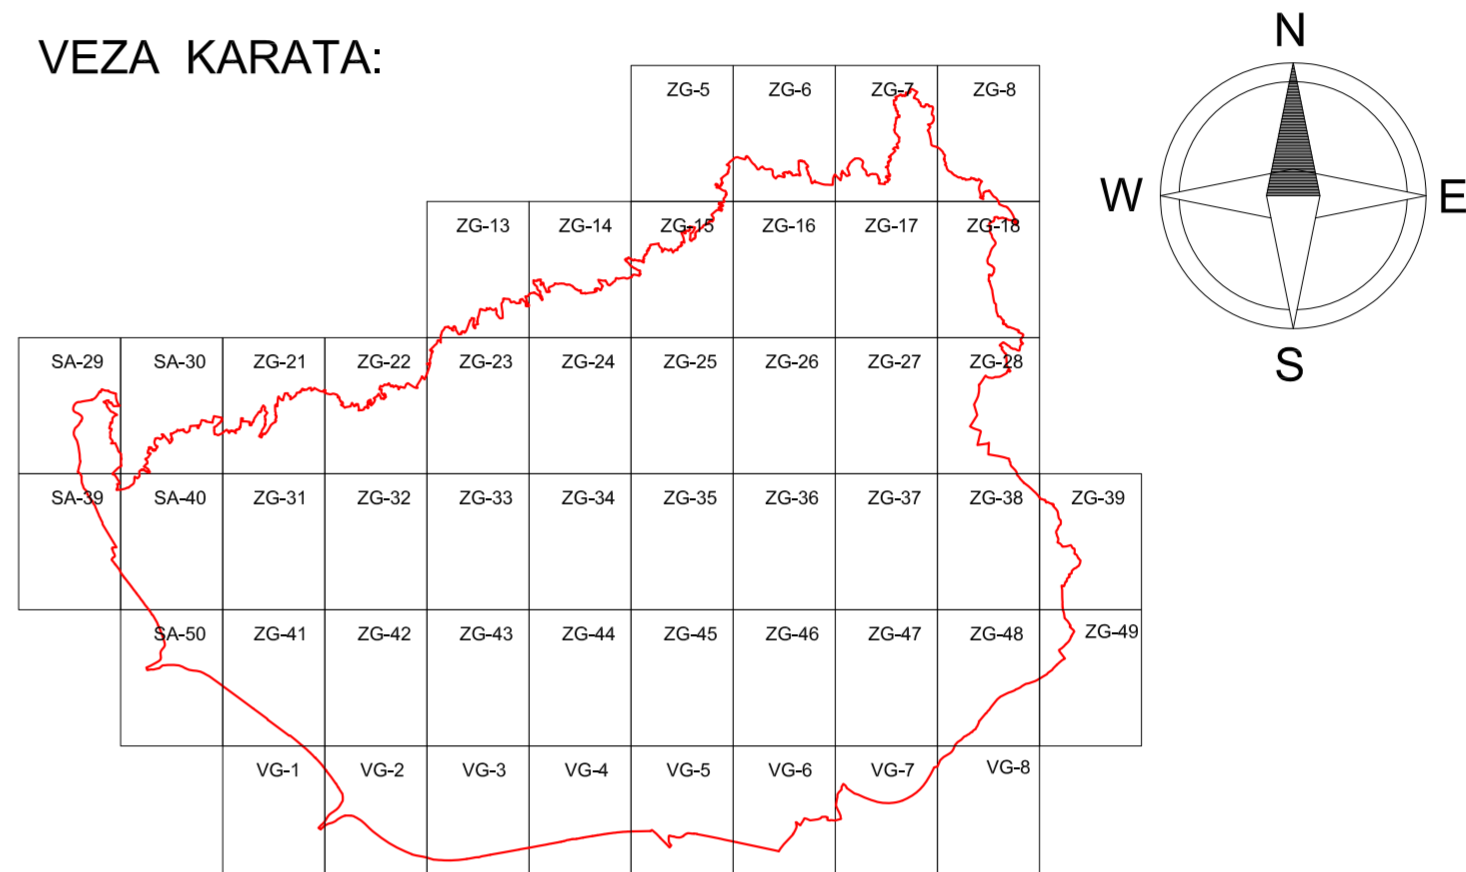 VEZA KARATA:
N
W
E
S
ZG-5 ZG-6 ZG-7 ZG-8
ZG-13 ZG-14 ZG-15 ZG-16 ZG-17 ZG-18
SA-29 SA-30 ZG-21 ZG-22 ZG-23 ZG-24 ZG-25 ZG-26 ZG-27 ZG-28
SA-39 SA-40 ZG-31 ZG-32 ZG-33 ZG-34 ZG-35 ZG-36 ZG-37 ZG-38 ZG-39
SA-50 ZG-41 ZG-42 ZG-43 ZG-44 ZG-45 ZG-46 ZG-47 ZG-48 ZG-49
VG-1 VG-2 VG-3 VG-4 VG-5 VG-6 VG-7 VG-8